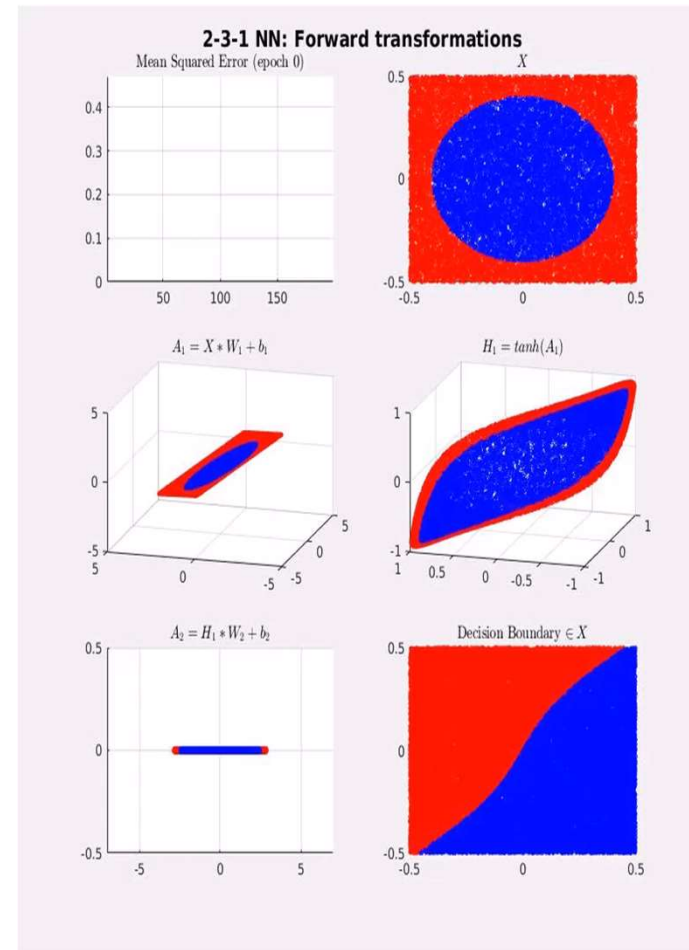 2-3-1 NN: Forward transformations
Mean Squared Error (epoch 0)
0.4
0.3
0.2
0.1
0
50 100 150
X
0.5
0
-0.5
-0.5 0 0.5
A₁ = X * W₁ + b₁
5
0
-5
5 0 -5
-5 0 5
H₁ = tanh(A₁)
1
0
-1
1 0.5 0 -0.5 -1
-1 0 1
A₂ = H₁ * W₂ + b₂
0.5
0
-0.5
-5 0 5
Decision Boundary ∈ X
0.5
0
-0.5
-0.5 0 0.5